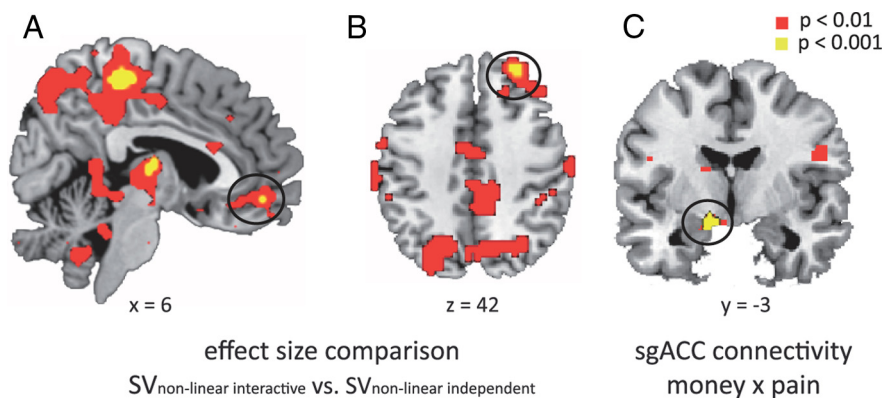 A
B
C
p < 0.01
p < 0.001
x = 6
z = 42
y = -3
effect size comparison
SVnon-linear interactive vs. SVnon-linear independent
sgACC connectivity
money x pain